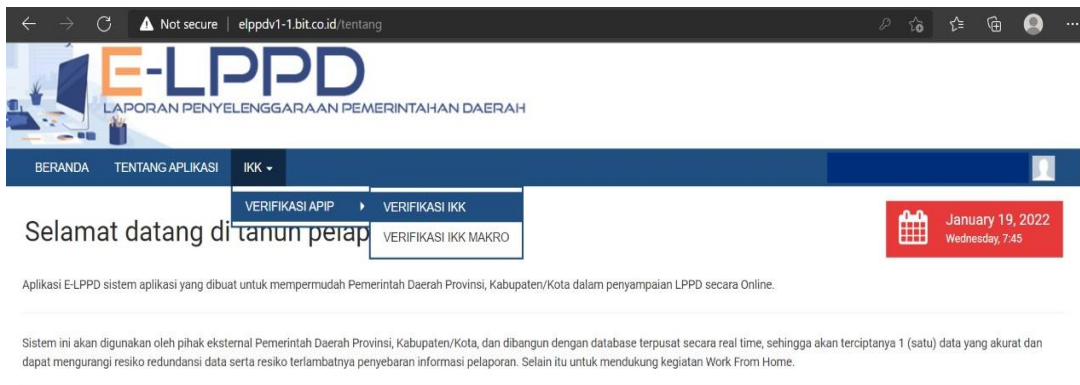 Not secure | elppdv1-1.bit.co.id/tentang
E-LPPD
LAPORAN PENYELENGGARAAN PEMERINTAHAN DAERAH
BERANDA TENTANG APLIKASI IKK
VERIFIKASI APIP VERIFIKASI IKK
VERIFIKASI IKK MAKRO
Selamat datang di tahun pelap
January 19, 2022
Wednesday, 7:45
Aplikasi E-LPPD sistem aplikasi yang dibuat untuk mempermudah Pemerintah Daerah Provinsi, Kabupaten/Kota dalam penyampaian LPPD secara Online.
Sistem ini akan digunakan oleh pihak eksternal Pemerintah Daerah Provinsi, Kabupaten/Kota, dan dibangun dengan database terpusat secara real time, sehingga akan terciptanya 1 (satu) data yang akurat dan
dapat mengurangi resiko redundansi data serta resiko terlambatnya penyebaran informasi pelaporan. Selain itu untuk mendukung kegiatan Work From Home.